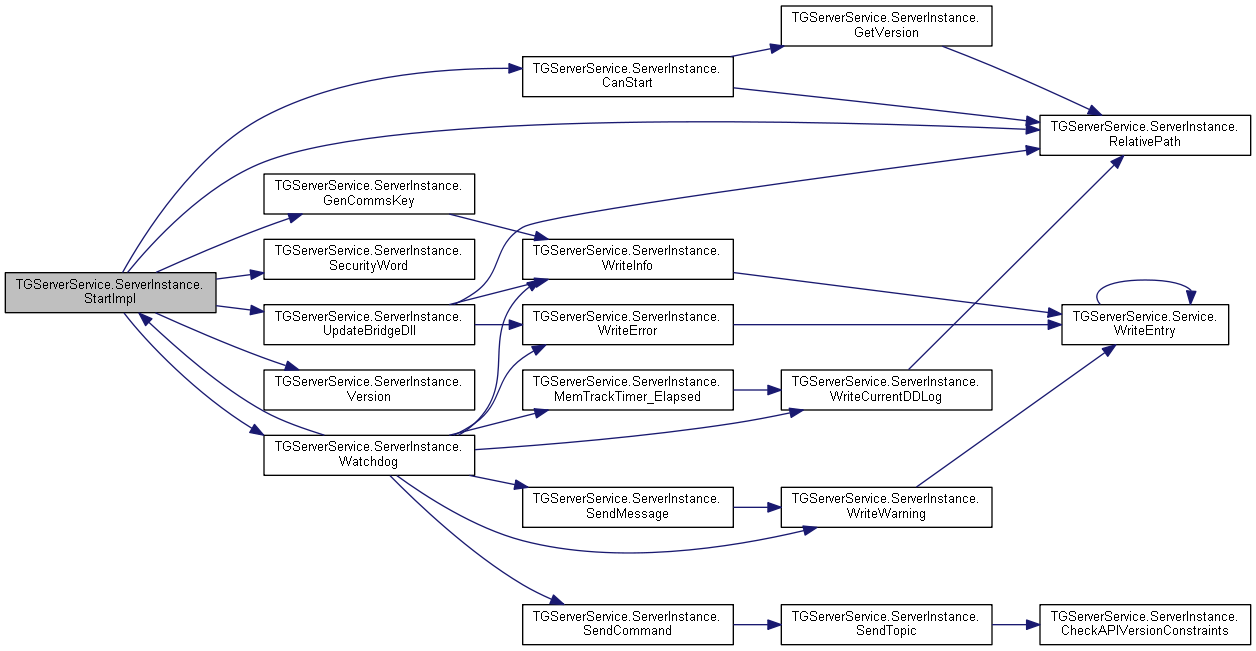 TGServerService.ServerInstance.
GetVersion
TGServerService.ServerInstance.
CanStart
TGServerService.ServerInstance.
RelativePath
TGServerService.ServerInstance.
GenCommsKey
TGServerService.ServerInstance.
SecurityWord
TGServerService.ServerInstance.
WriteInfo
TGServerService.ServerInstance.
StartImpl
TGServerService.ServerInstance.
UpdateBridgeDll
TGServerService.ServerInstance.
WriteError
TGServerService.Service.
WriteEntry
TGServerService.ServerInstance.
Version
TGServerService.ServerInstance.
MemTrackTimer_Elapsed
TGServerService.ServerInstance.
WriteCurrentDDLog
TGServerService.ServerInstance.
Watchdog
TGServerService.ServerInstance.
SendMessage
TGServerService.ServerInstance.
WriteWarning
TGServerService.ServerInstance.
SendCommand
TGServerService.ServerInstance.
SendTopic
TGServerService.ServerInstance.
CheckAPIVersionConstraints